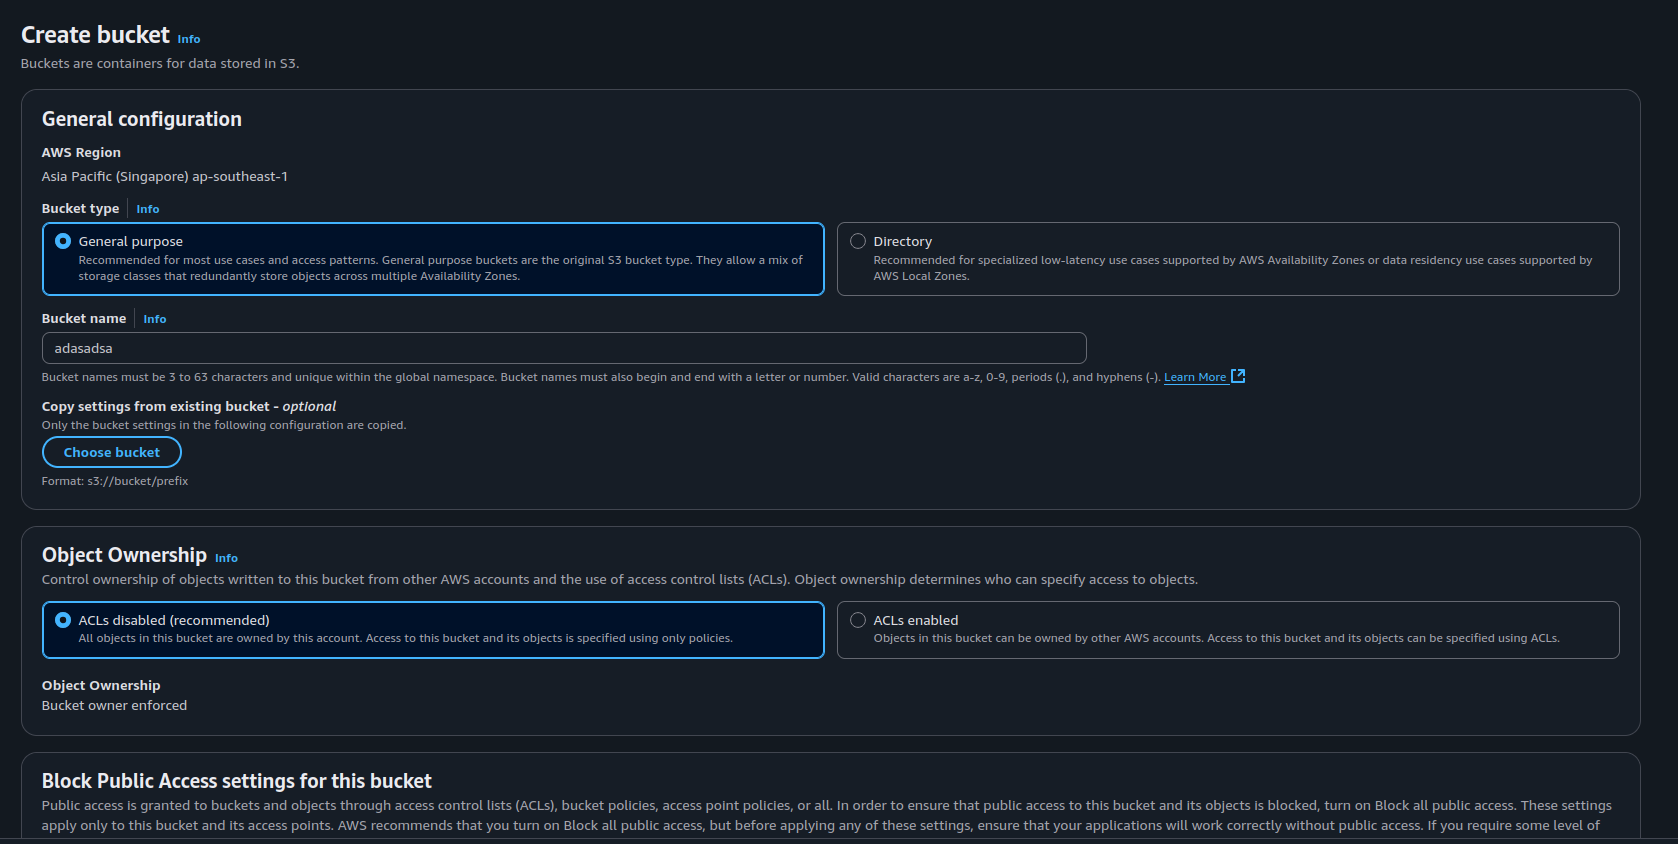 Create bucket Info
Buckets are containers for data stored in S3.
General configuration
AWS Region
Asia Pacific (Singapore) ap-southeast-1
Bucket type Info
General purpose
Recommended for most use cases and access patterns. General purpose buckets are the original S3 bucket type. They allow a mix of
storage classes that redundantly store objects across multiple Availability Zones.
Directory
Recommended for specialized low-latency use cases supported by AWS Availability Zones or data residency use cases supported by
AWS Local Zones.
Bucket name Info
adasadsa
Bucket names must be 3 to 63 characters and unique within the global namespace. Bucket names must also begin and end with a letter or number. Valid characters are a-z, 0-9, periods (.), and hyphens (-). Learn More
Copy settings from existing bucket - optional
Only the bucket settings in the following configuration are copied.
Choose bucket
Format: s3://bucket/prefix
Object Ownership Info
Control ownership of objects written to this bucket from other AWS accounts and the use of access control lists (ACLs). Object ownership determines who can specify access to objects.
ACLs disabled (recommended)
All objects in this bucket are owned by this account. Access to this bucket and its objects is specified using only policies.
ACLs enabled
Objects in this bucket can be owned by other AWS accounts. Access to this bucket and its objects can be specified using ACLs.
Object Ownership
Bucket owner enforced
Block Public Access settings for this bucket
Public access is granted to buckets and objects through access control lists (ACLs), bucket policies, access point policies, or all. In order to ensure that public access to this bucket and its objects is blocked, turn on Block all public access. These settings
apply only to this bucket and its access points. AWS recommends that you turn on Block all public access, but before applying any of these settings, ensure that your applications will work correctly without public access. If you require some level of